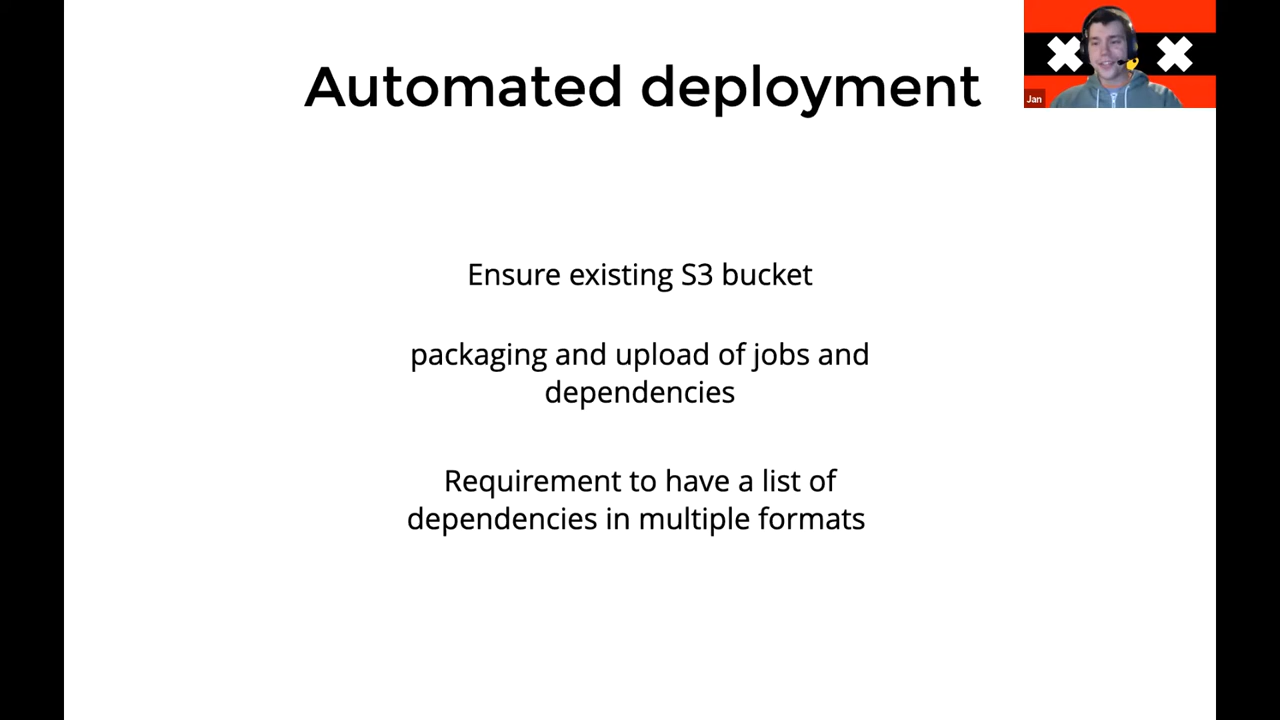 Automated deployment
Jan
Ensure existing S3 bucket
packaging and upload of jobs and
dependencies
Requirement to have a list of
dependencies in multiple formats